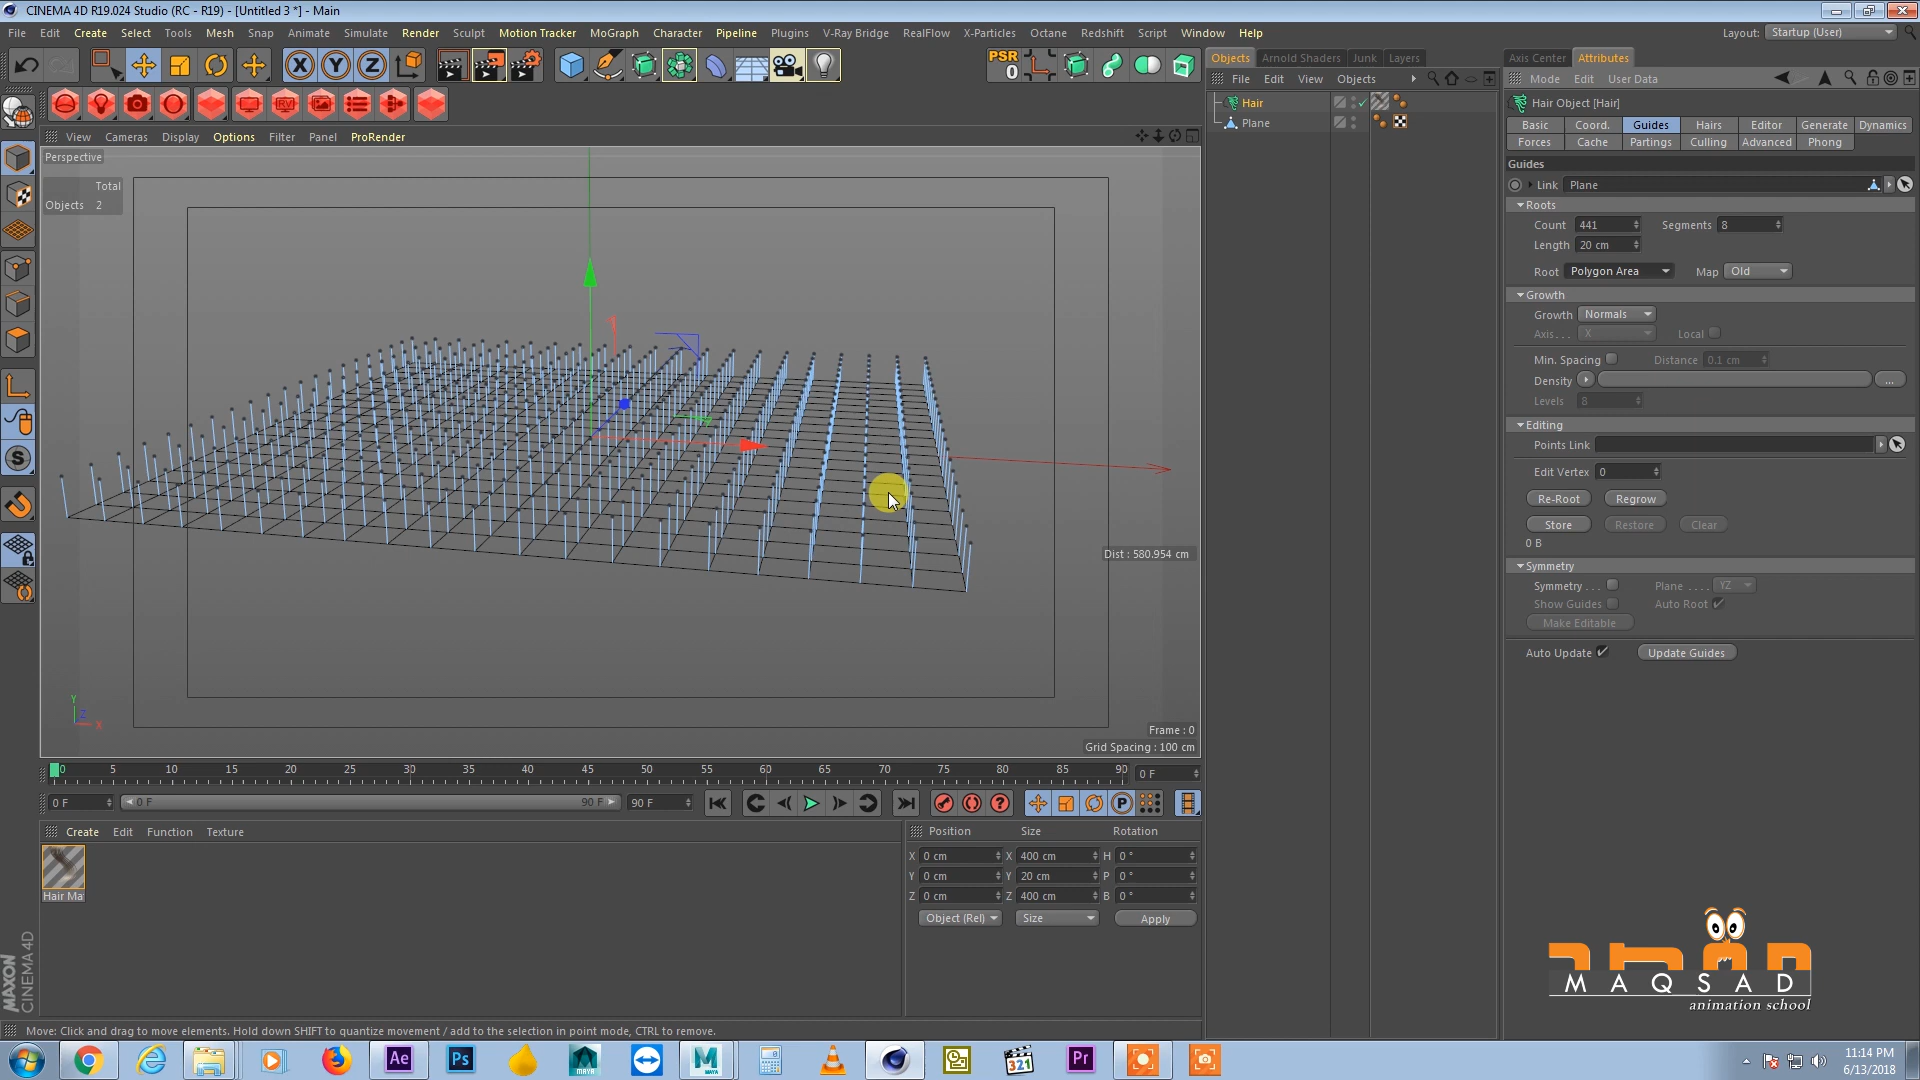 CINEMA 4D R19.024 Studio (RC - R19) - [Untitled 3 *] - Main
File Edit Create Select Tools Mesh Snap Animate Simulate Render Sculpt Motion Tracker MoGraph Character Pipeline Plugins V-Ray Bridge RealFlow X-Particles Octane Redshift Script Window Help
Layout: Startup (User)
PSR
0
Objects Arnold Shaders Junk Layers
File Edit View Objects
Hair
Plane
Axis Center Attributes
Mode Edit User Data
Hair Object [Hair]
Basic Coord. Guides Hairs Editor Generate Dynamics
Forces Cache Partings Culling Advanced Phong
Guides
Link Plane
Roots
Count 441 Segments 8
Length 20 cm
Root Polygon Area Map Old
Growth
Growth Normals
Axis . . . X Local
Min. Spacing Distance 0.1 cm
Density ...
Levels 8
Editing
Points Link
Edit Vertex 0
Re-Root Regrow
Store Restore Clear
0 B
Symmetry
Symmetry . . . Plane . . . . YZ
Show Guides Auto Root
Make Editable
Auto Update Update Guides
View Cameras Display Options Filter Panel ProRender
Perspective
Total
Objects 2
Dist : 580.954 cm
Y
Z
X
Frame : 0
Grid Spacing : 100 cm
0 5 10 15 20 25 30 35 40 45 50 55 60 65 70 75 80 85 90 0 F
0 F 0 F 90 F 90 F
Create Edit Function Texture
Hair Ma
Position Size Rotation
X 0 cm X 400 cm H 0 °
Y 0 cm Y 20 cm P 0 °
Z 0 cm Z 400 cm B 0 °
Object (Rel) Size Apply
MAXON
CINEMA 4D
MAQSAD
animation school
Move: Click and drag to move elements. Hold down SHIFT to quantize movement / add to the selection in point mode, CTRL to remove.
Ae Ps Pr
MAYA
321
11:14 PM
6/13/2018